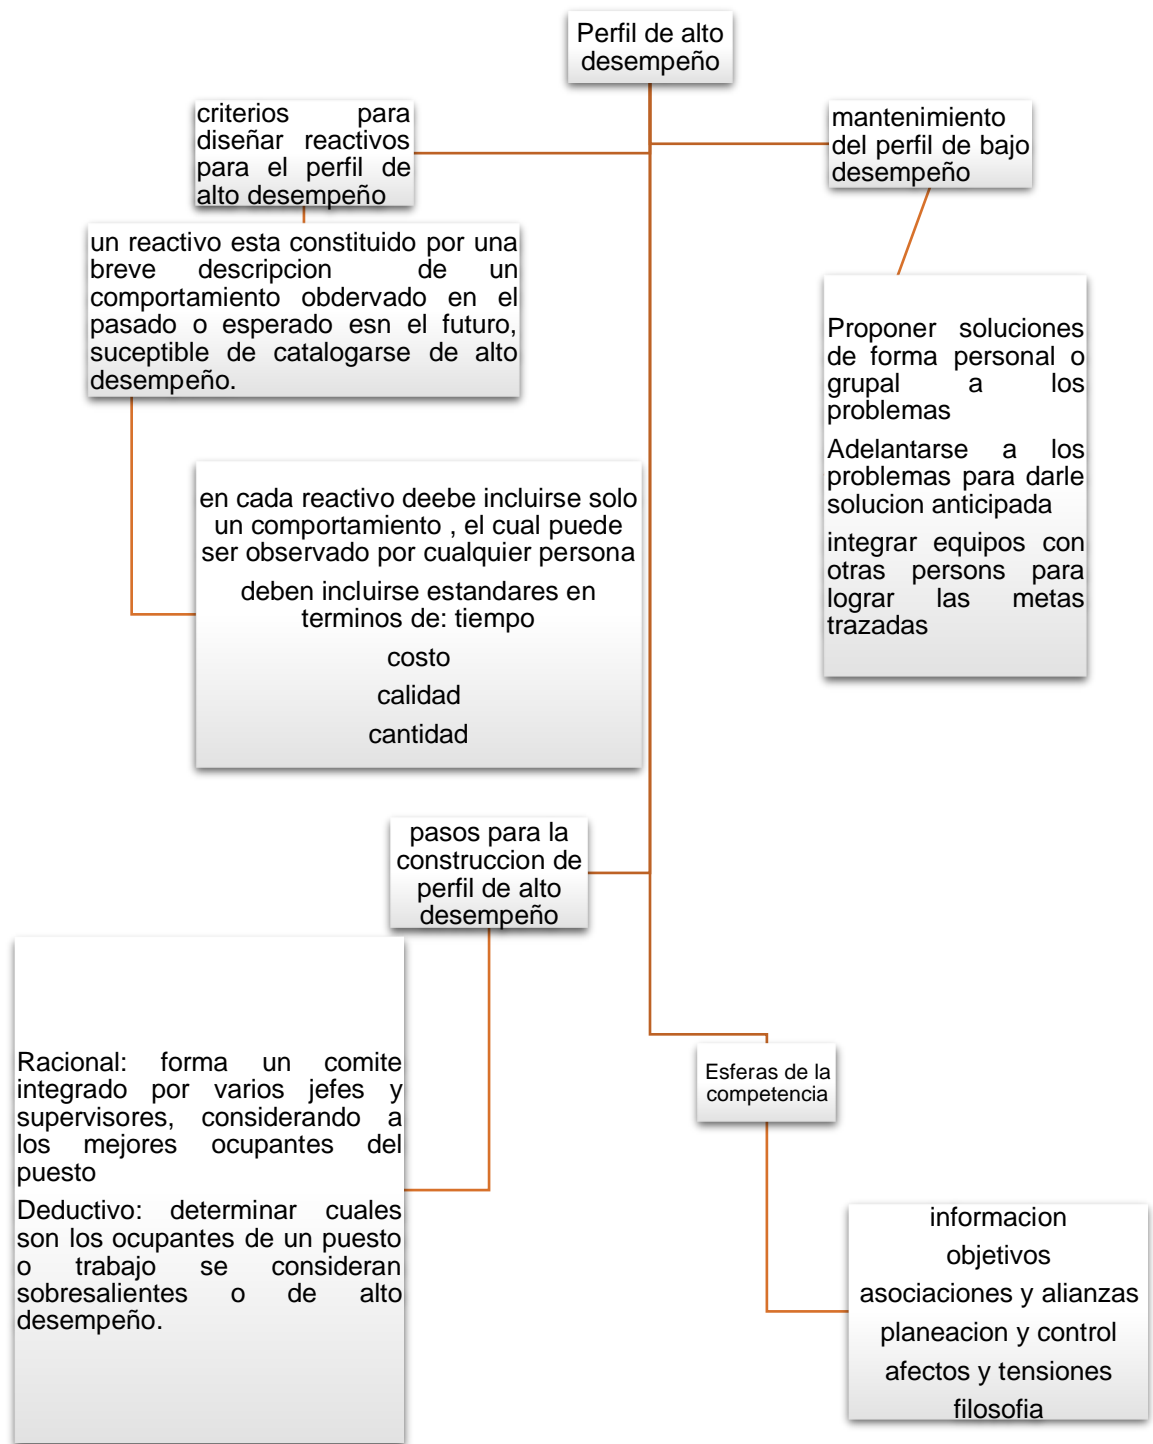 Perfil de alto
desempeño
criterios para
diseñar reactivos
para el perfil de
alto desempeño
mantenimiento
del perfil de bajo
desempeño
un reactivo esta constituido por una
breve descripcion de un
comportamiento obdervado en el
pasado o esperado esn el futuro,
suceptible de catalogarse de alto
desempeño.
Proponer soluciones
de forma personal o
grupal a los
problemas
Adelantarse a los
problemas para darle
solucion anticipada
integrar equipos con
otras persons para
lograr las metas
trazadas
en cada reactivo deebe incluirse solo
un comportamiento , el cual puede
ser observado por cualquier persona
deben incluirse estandares en
terminos de: tiempo
costo
calidad
cantidad
pasos para la
construccion de
perfil de alto
desempeño
Racional: forma un comite
integrado por varios jefes y
supervisores, considerando a
los mejores ocupantes del
puesto
Deductivo: determinar cuales
son los ocupantes de un puesto
o trabajo se consideran
sobresalientes o de alto
desempeño.
Esferas de la
competencia
informacion
objetivos
asociaciones y alianzas
planeacion y control
afectos y tensiones
filosofia